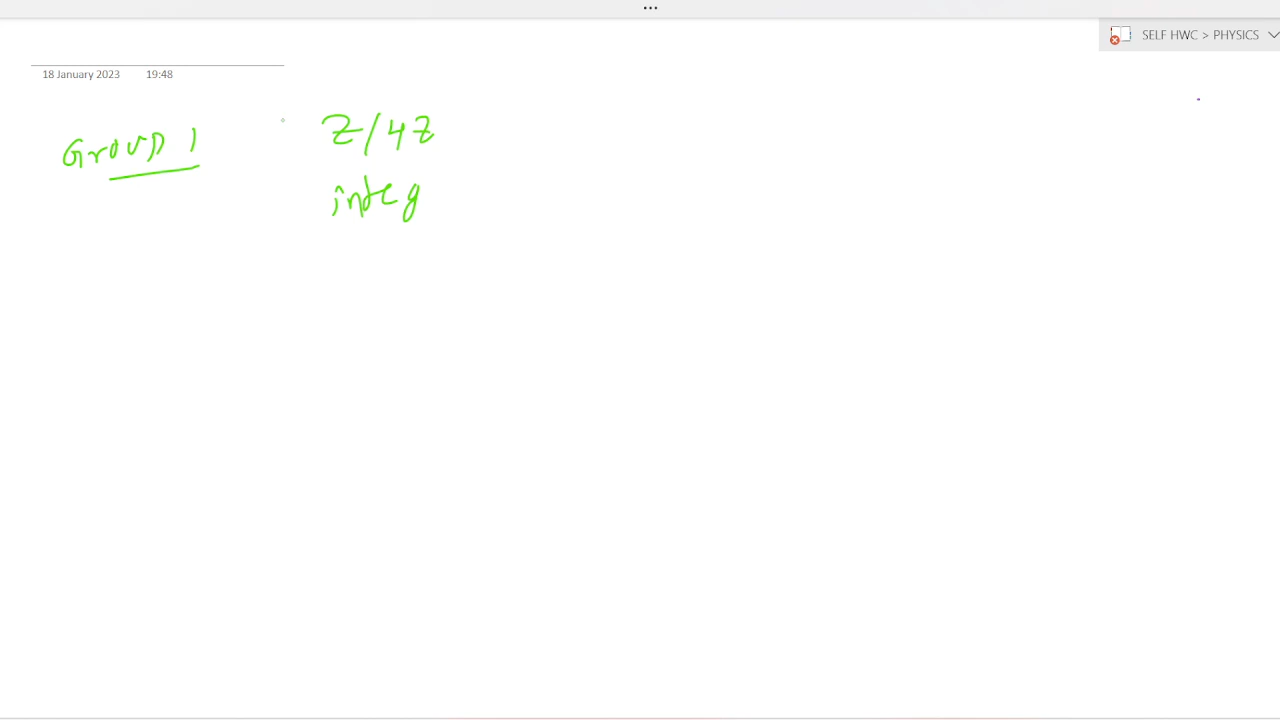 SELF HWC > PHYSICS
18 January 2023 19:48
Group 1
Z/4Z
integ